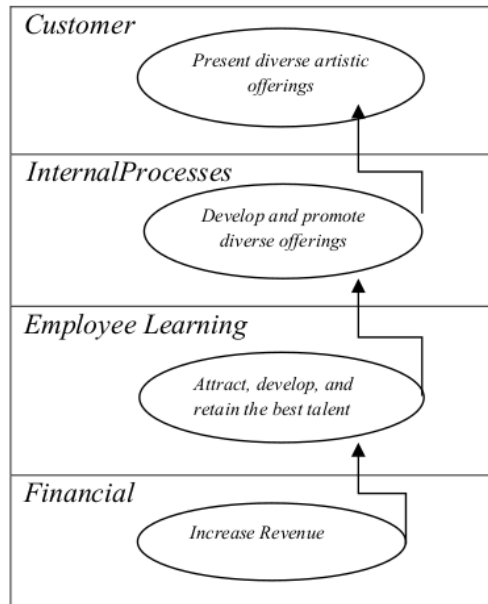 Customer
Present diverse artistic
offerings
InternalProcesses
Develop and promote
diverse offerings
Employee Learning
Attract, develop, and
retain the best talent
Financial
Increase Revenue